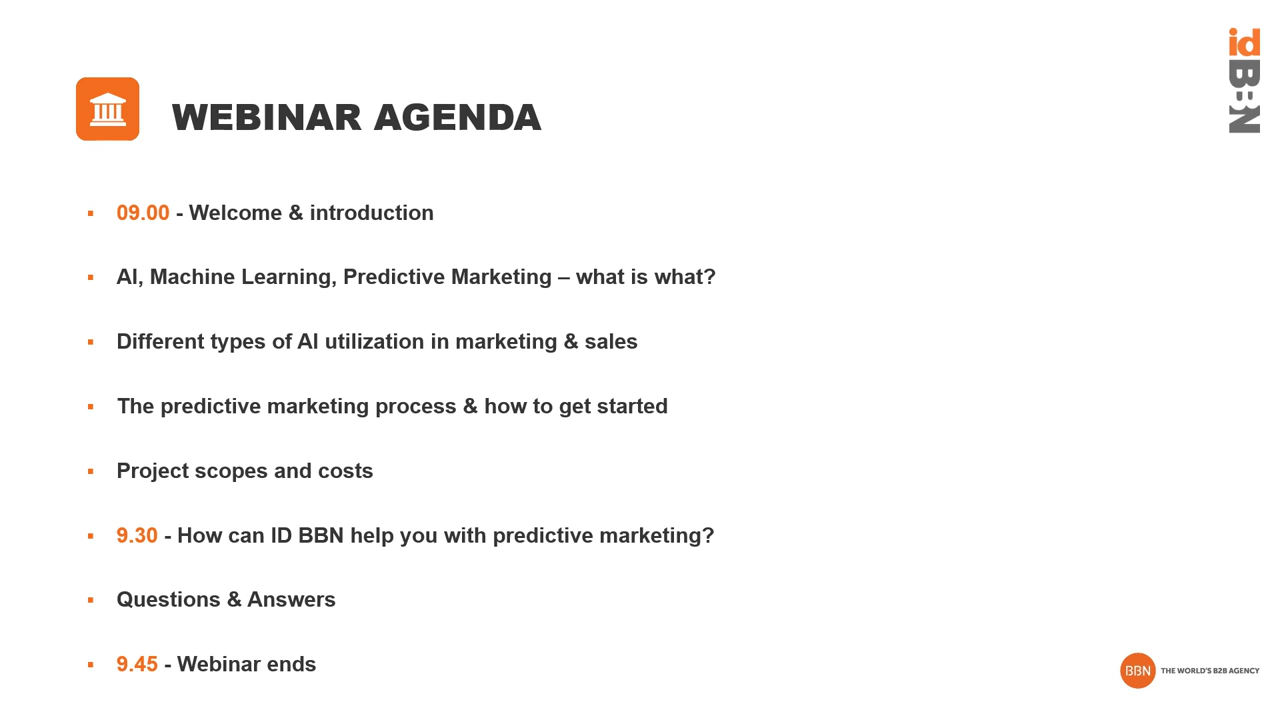 id
BBN
WEBINAR AGENDA
▪ 09.00 - Welcome & introduction
▪ AI, Machine Learning, Predictive Marketing – what is what?
▪ Different types of AI utilization in marketing & sales
▪ The predictive marketing process & how to get started
▪ Project scopes and costs
▪ 9.30 - How can ID BBN help you with predictive marketing?
▪ Questions & Answers
▪ 9.45 - Webinar ends
BBN THE WORLD'S B2B AGENCY